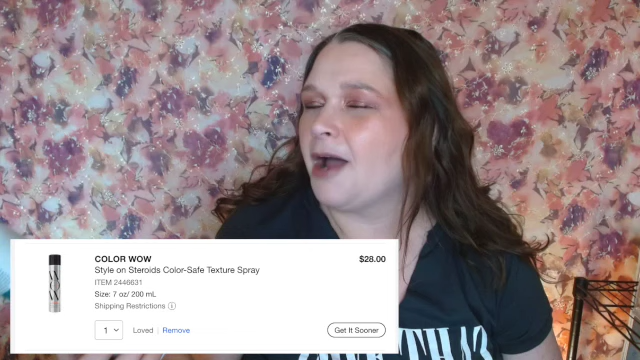 COLOR WOW $28.00
Style on Steroids Color-Safe Texture Spray
ITEM 2446631
Size: 7 oz/ 200 mL
Shipping Restrictions ⓘ
1 Loved | Remove Get It Sooner